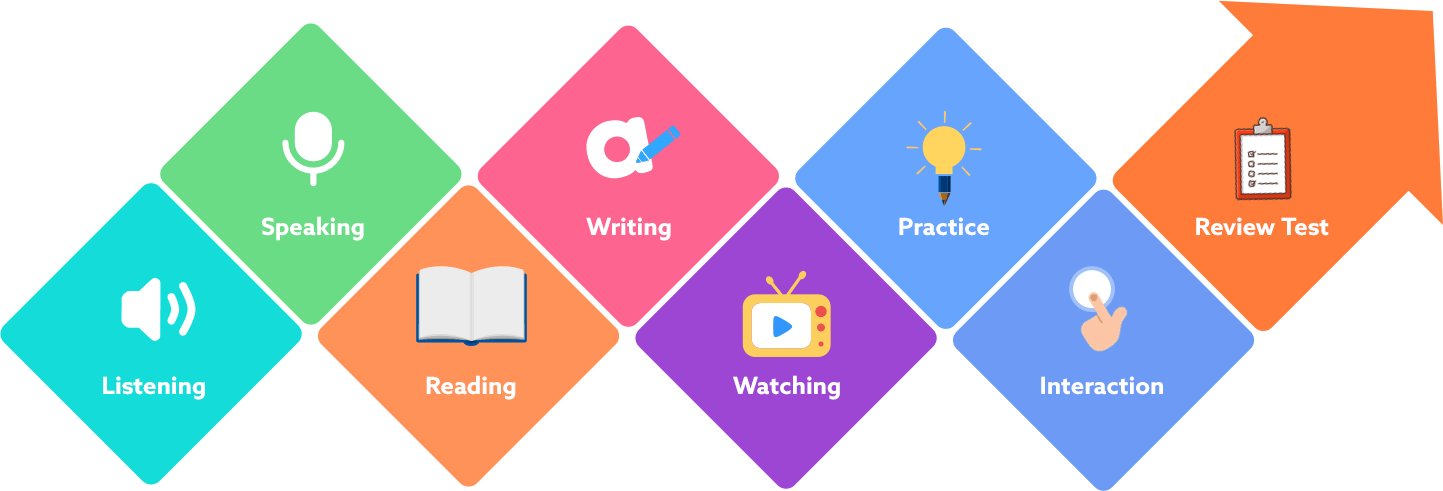 Listening
Speaking
Reading
Writing
Watching
Practice
Interaction
Review Test